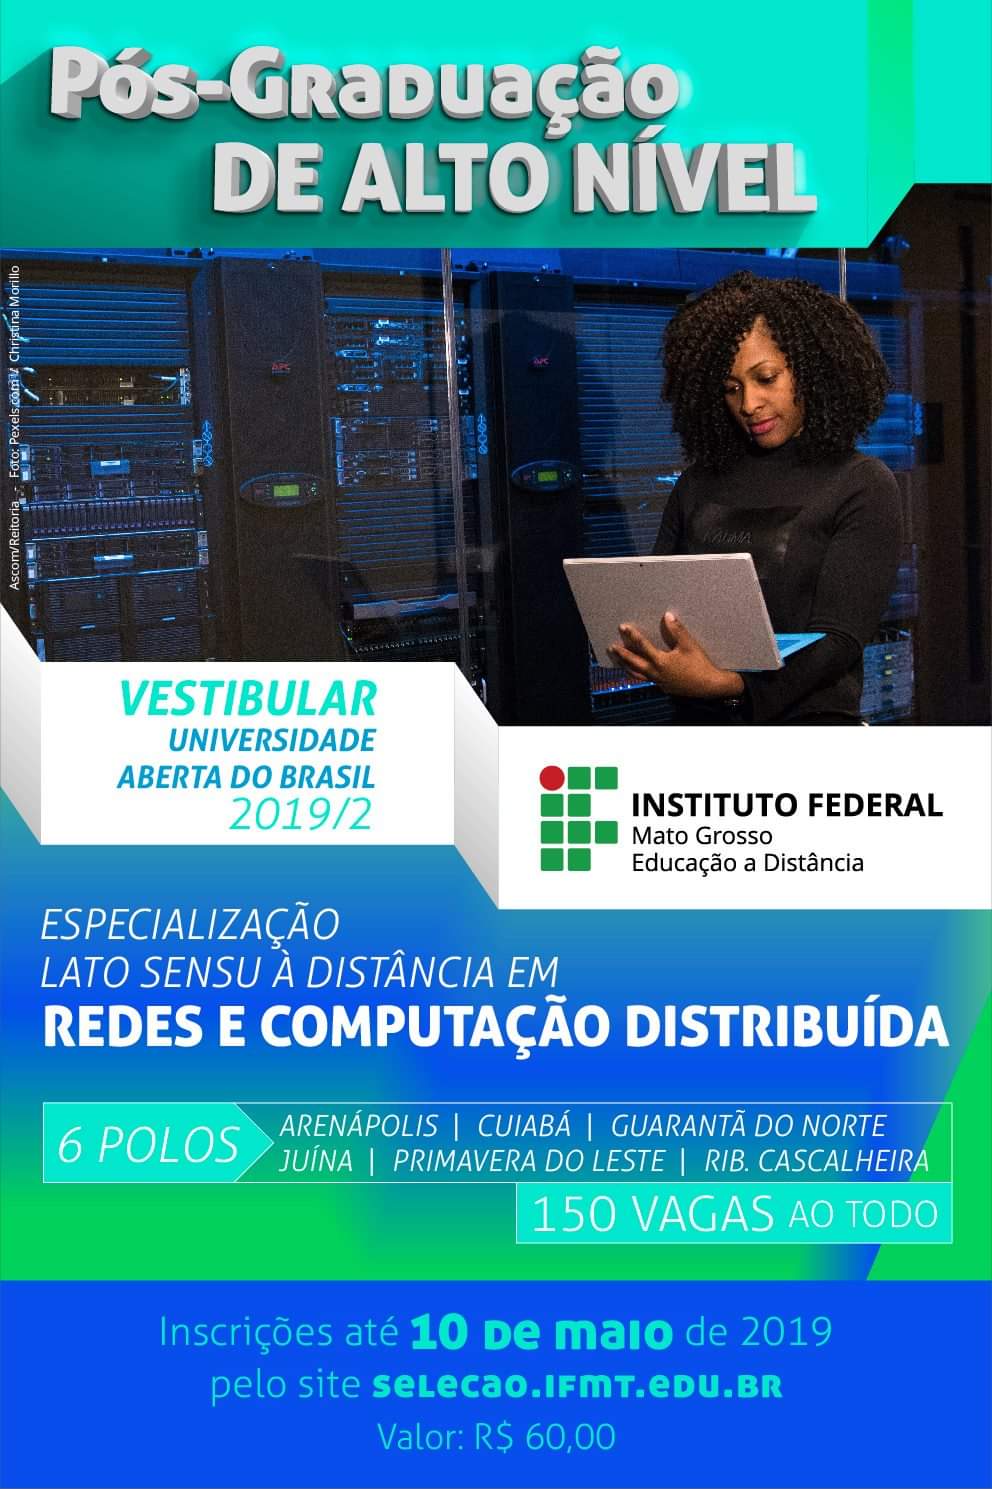 Pós-Graduação
DE ALTO NÍVEL
Ascom/Reitoria - Foto: Pexels.com / Christina Morillo
APC
APC
VESTIBULAR
UNIVERSIDADE
ABERTA DO BRASIL
2019/2
INSTITUTO FEDERAL
Mato Grosso
Educação a Distância
ESPECIALIZAÇÃO
LATO SENSU À DISTÂNCIA EM
REDES E COMPUTAÇÃO DISTRIBUÍDA
6 POLOS
ARENÁPOLIS | CUIABÁ | GUARANTÃ DO NORTE
JUÍNA | PRIMAVERA DO LESTE | RIB. CASCALHEIRA
150 VAGAS AO TODO
Inscrições até 10 DE MAIO de 2019
pelo site SELECAO.IFMT.EDU.BR
Valor: R$ 60,00